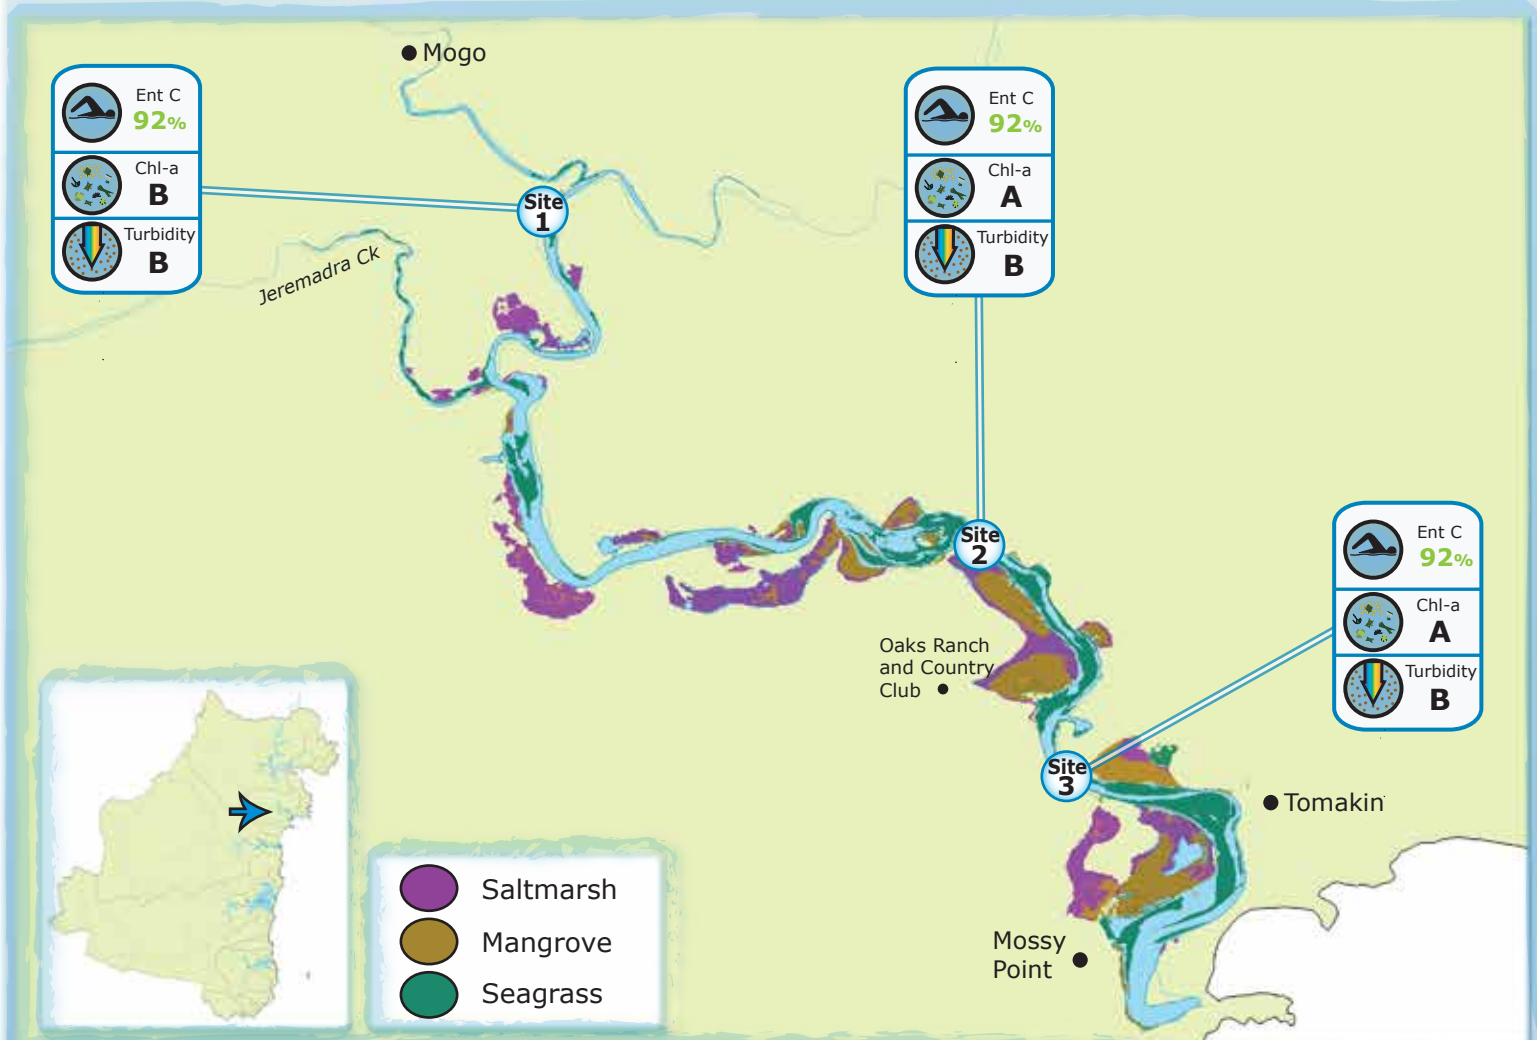 Mogo
Ent C
92%
Chl-a
B
Turbidity
B
Site
1
Jeremadra Ck
Ent C
92%
Chl-a
A
Turbidity
B
Site
2
Ent C
92%
Chl-a
A
Turbidity
B
Oaks Ranch
and Country
Club
Site
3
Tomakin
Mossy
Point
Saltmarsh
Mangrove
Seagrass